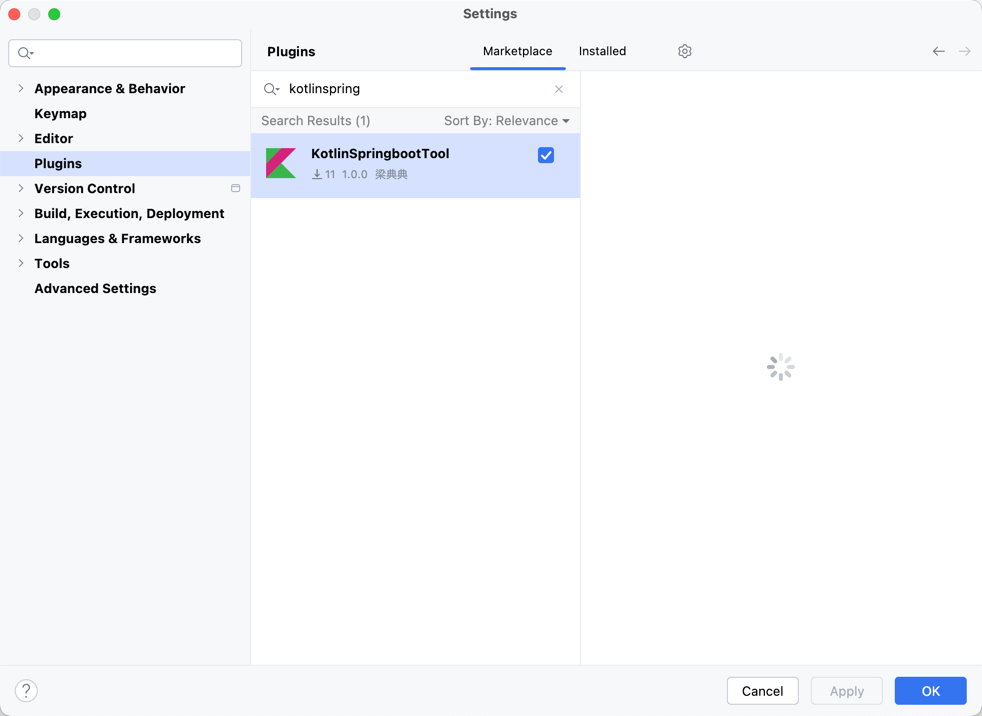 Settings
Plugins
Marketplace
Installed
Appearance & Behavior
Keymap
Editor
Plugins
Version Control
Build, Execution, Deployment
Languages & Frameworks
Tools
Advanced Settings
kotlinspring
Search Results (1)
Sort By: Relevance
KotlinSpringbootTool
11 1.0.0 梁典典
?
Cancel
Apply
OK